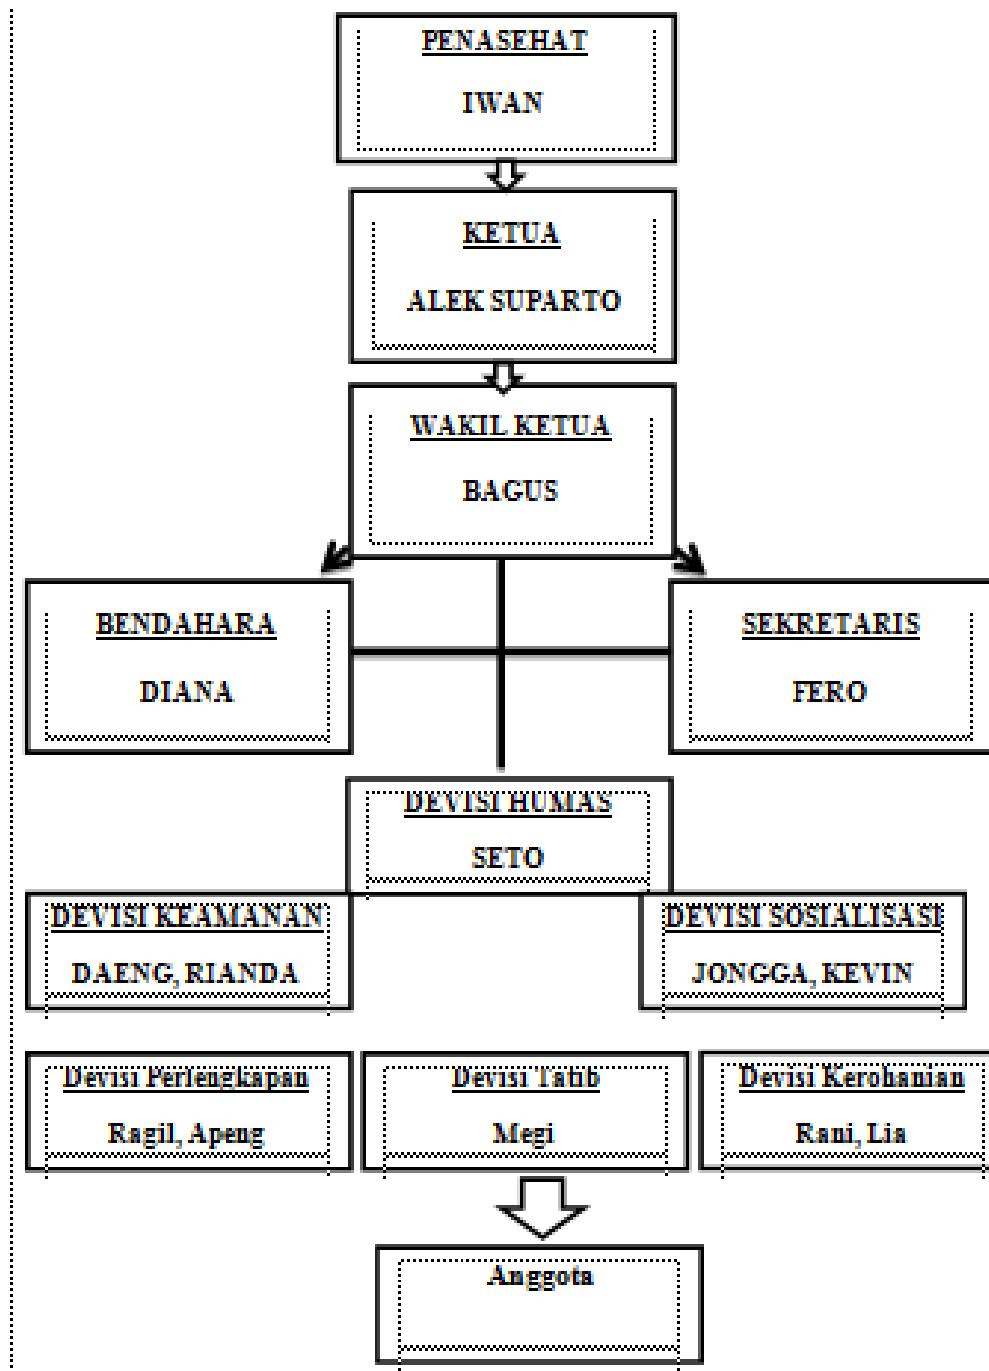 PENASEHAT
IWAN
KETUA
ALEK SUPARTO
WAKIL KETUA
BAGUS
BENDAHARA
DIANA
SEKRETARIS
FERO
DEVISI HUMAS
SETO
DEVISI KEAMANAN
DAENG, RIANDA
DEVISI SOSIALISASI
JONGGA, KEVIN
Devisi Perlengkapan
Ragil, Apeng
Devisi Tatib
Megi
Devisi Kerohanian
Rani, Lia
Anggota